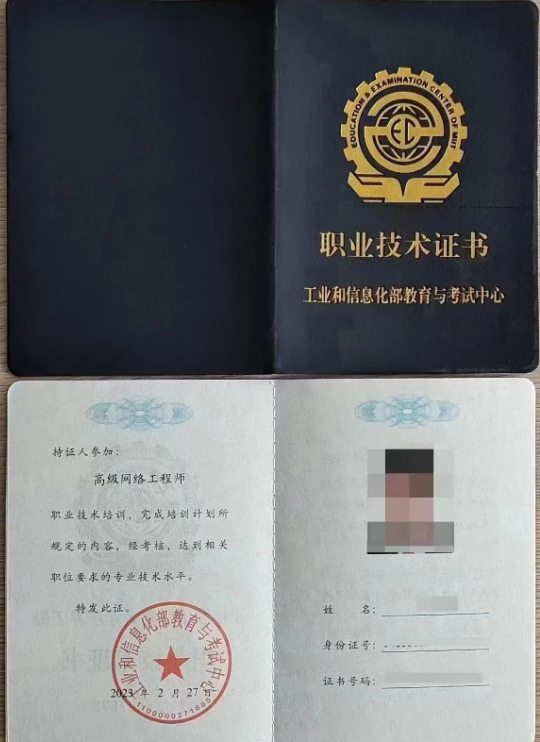 EDUCATION & EXAMINATION CENTER OF MIIT
EC
职业技术证书
工业和信息化部教育与考试中心
持证人参加：
高级网络工程师
职业技术培训，完成培训计划所
规定的内容，经考核，达到相关
职位要求的专业技术水平。
特发此证。
工业和信息化部教育与考试中心
2023 年 2 月 27 日
姓 名：
身份证号：
证书号码：